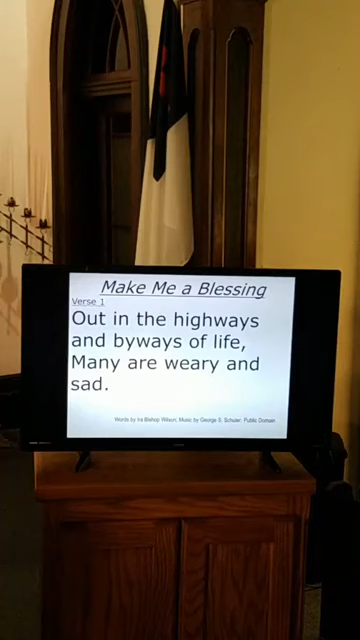 Make Me a Blessing
Verse 1
Out in the highways
and byways of life,
Many are weary and
sad.
Words by Ira Bishop Wilson; Music by George S. Schuler; Public Domain